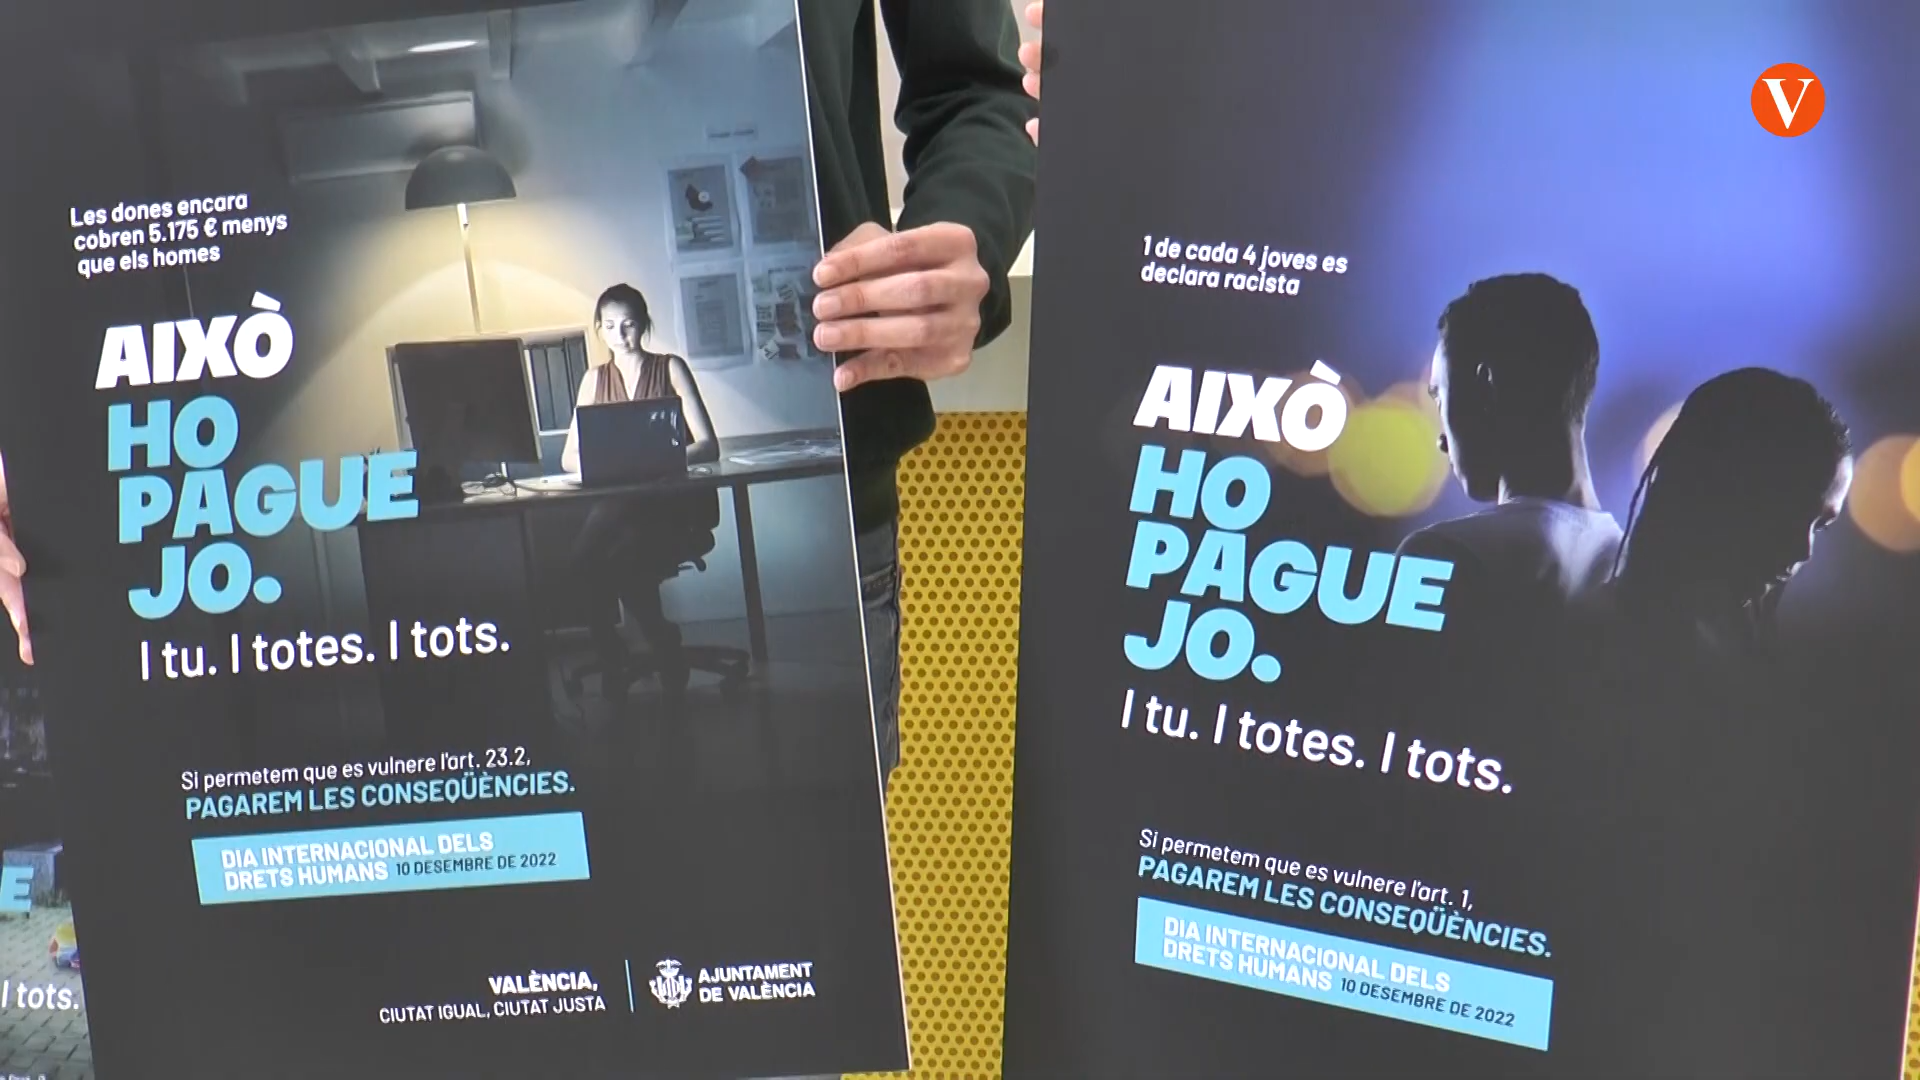 Les dones encara
cobren 5.175 € menys
que els homes
AIXÒ
HO
PAGUE
JO.
I tu. I totes. I tots.
Si permetem que es vulnere l'art. 23.2,
PAGAREM LES CONSEQÜÈNCIES.
DIA INTERNACIONAL DELS
DRETS HUMANS 10 DESEMBRE DE 2022
VALÈNCIA,
CIUTAT IGUAL, CIUTAT JUSTA
AJUNTAMENT
DE VALÈNCIA
1 de cada 4 joves es
declara racista
AIXÒ
HO
PAGUE
JO.
I tu. I totes. I tots.
Si permetem que es vulnere l'art. 1,
PAGAREM LES CONSEQÜÈNCIES.
DIA INTERNACIONAL DELS
DRETS HUMANS 10 DESEMBRE DE 2022
V
E
I tots.